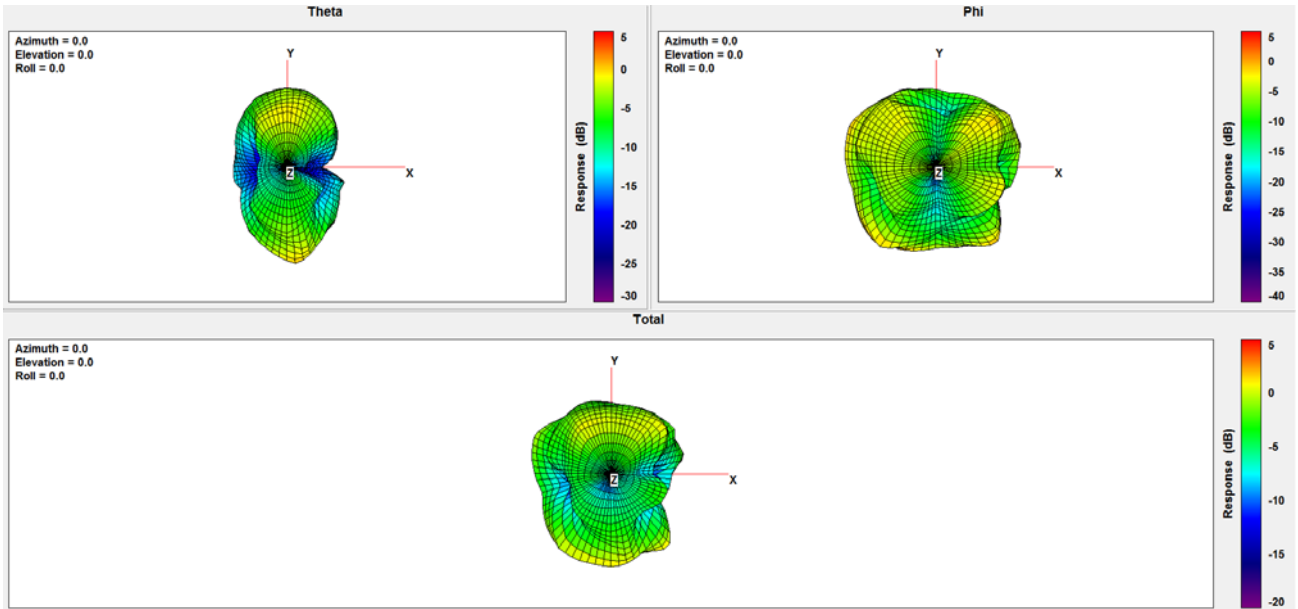 Theta
Azimuth = 0.0
Elevation = 0.0
Roll = 0.0
Y
X
Z
Response (dB)
5
0
-5
-10
-15
-20
-25
-30
Phi
Azimuth = 0.0
Elevation = 0.0
Roll = 0.0
Y
X
Z
Response (dB)
5
0
-5
-10
-15
-20
-25
-30
-35
-40
Total
Azimuth = 0.0
Elevation = 0.0
Roll = 0.0
Y
X
Z
Response (dB)
5
0
-5
-10
-15
-20